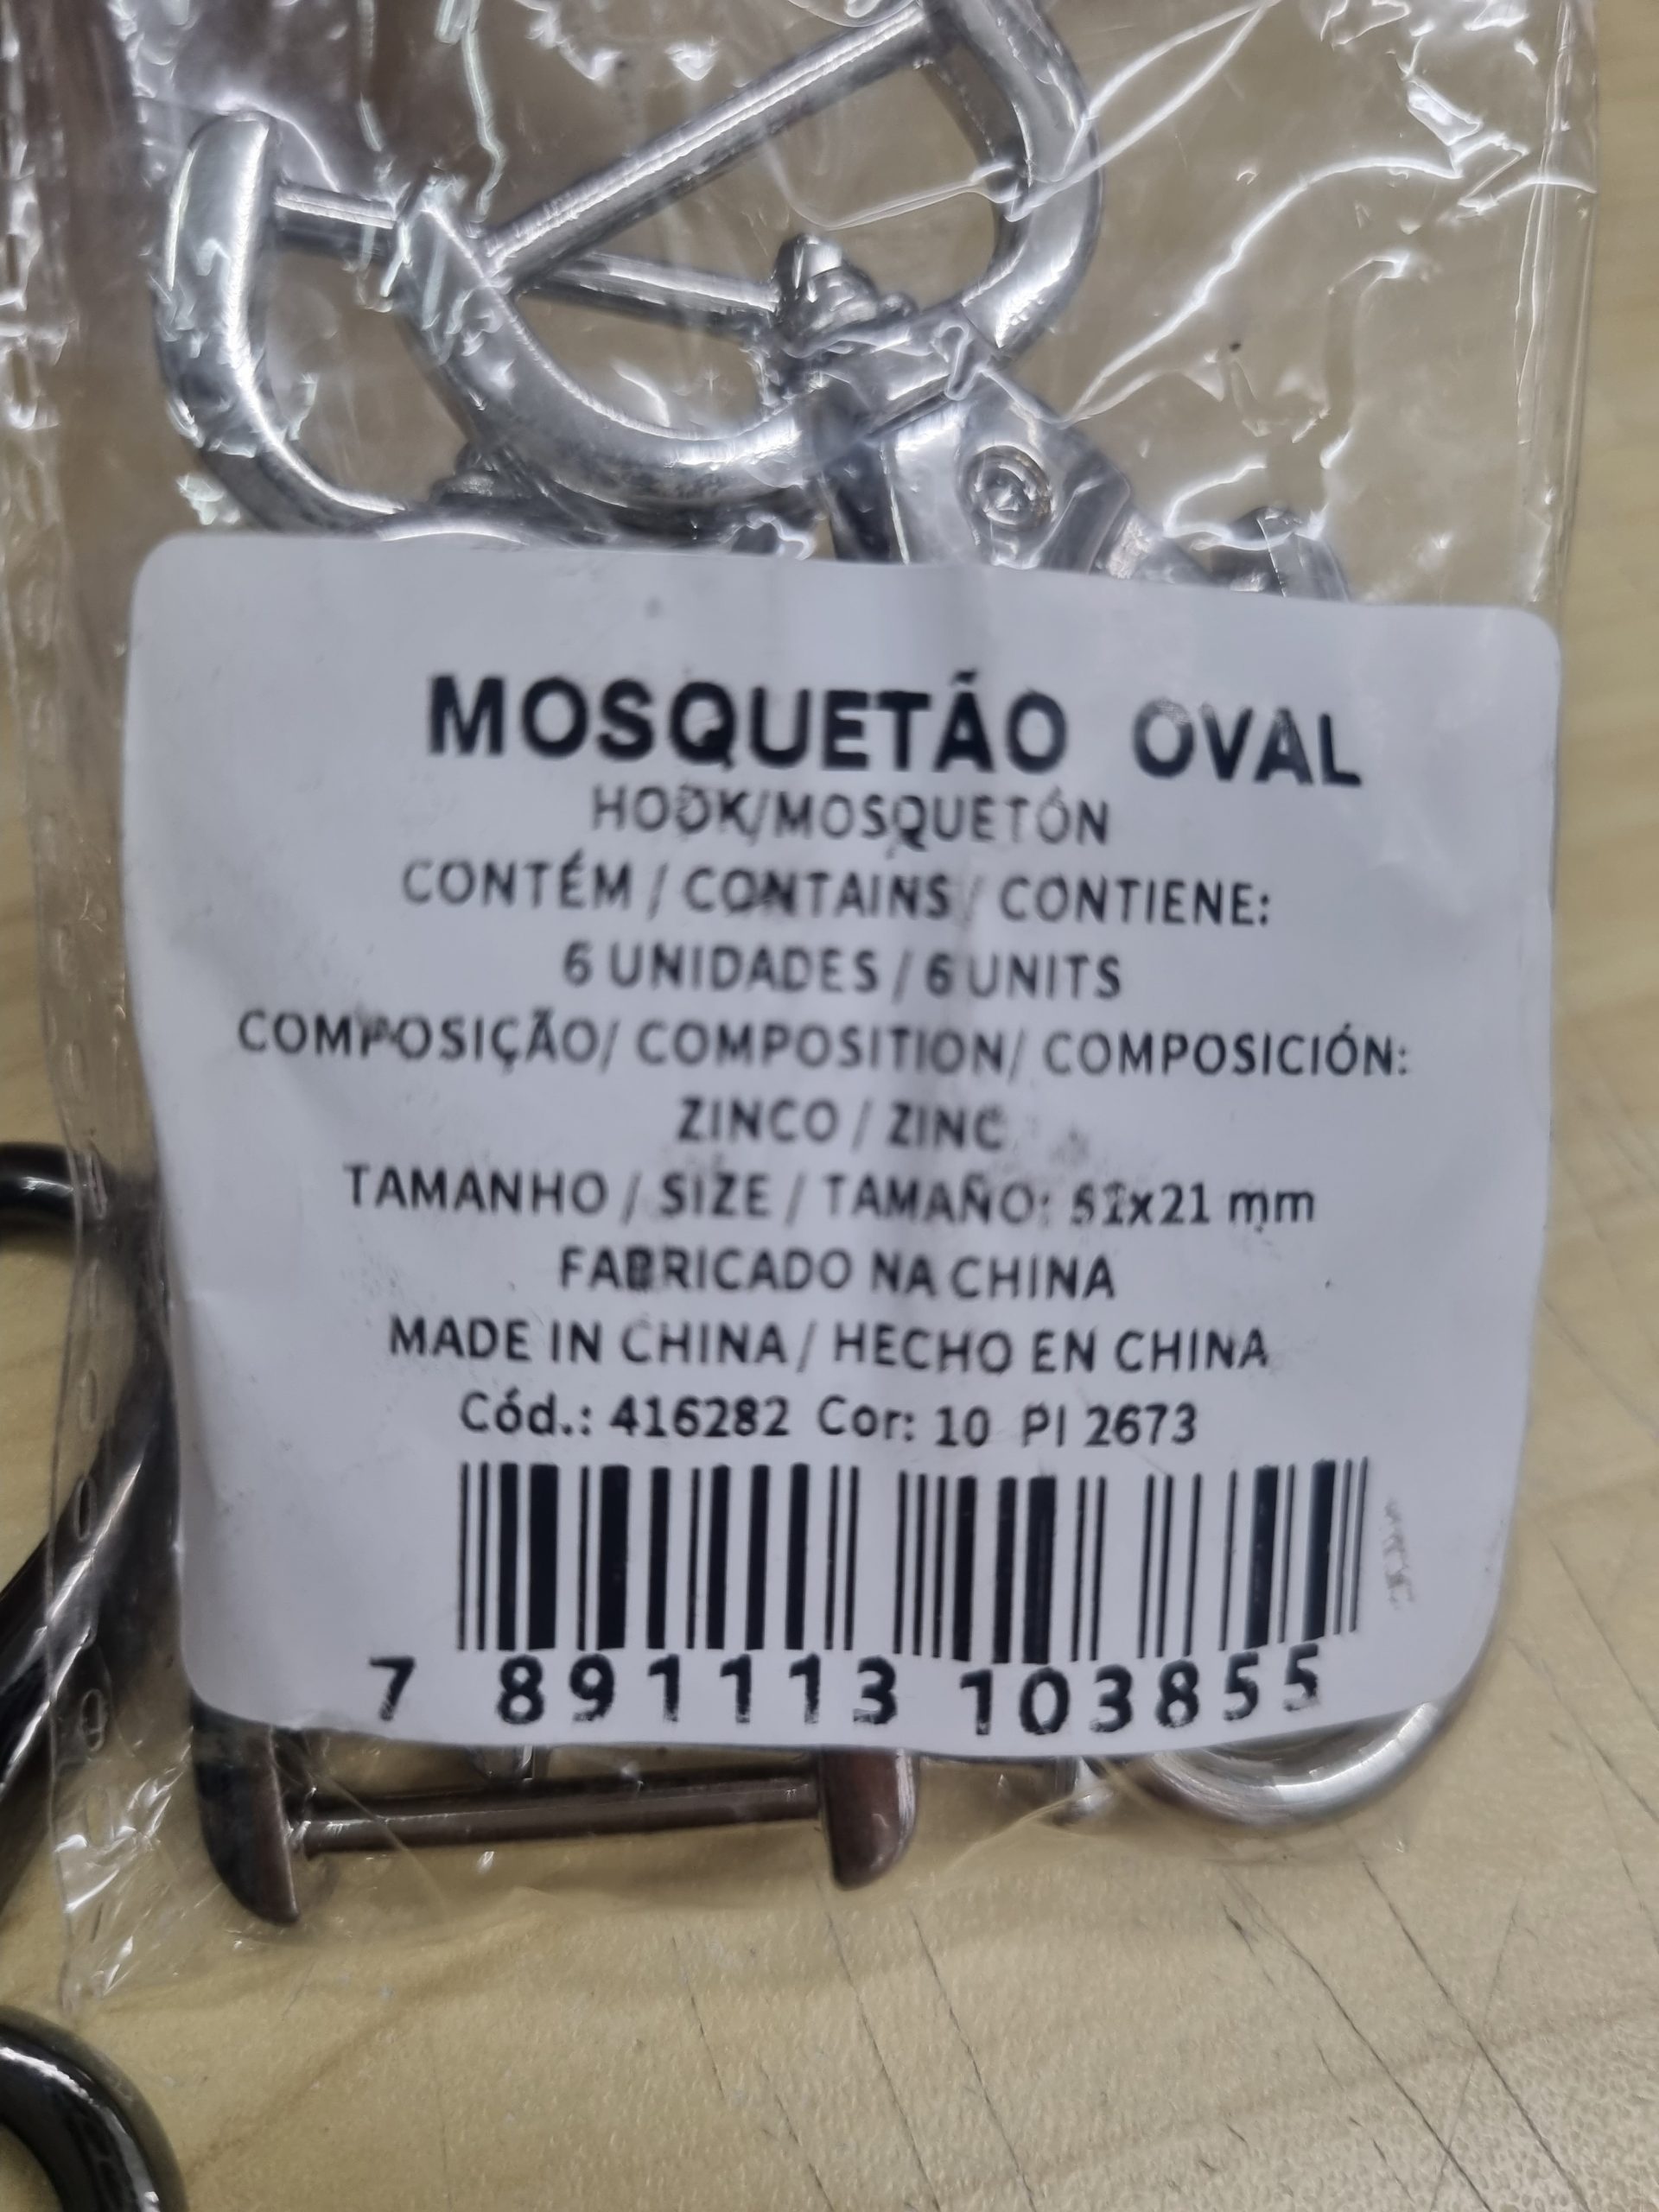 MOSQUETÃO OVAL
HOOK/MOSQUETÓN
CONTÉM / CONTAINS / CONTIENE:
6 UNIDADES / 6 UNITS
COMPOSIÇÃO/ COMPOSITION/ COMPOSICIÓN:
ZINCO / ZINC
TAMANHO / SIZE / TAMAÑO: 51x21 mm
FABRICADO NA CHINA
MADE IN CHINA / HECHO EN CHINA
Cód.: 416282 Cor: 10 PI 2673
7 891113 103855